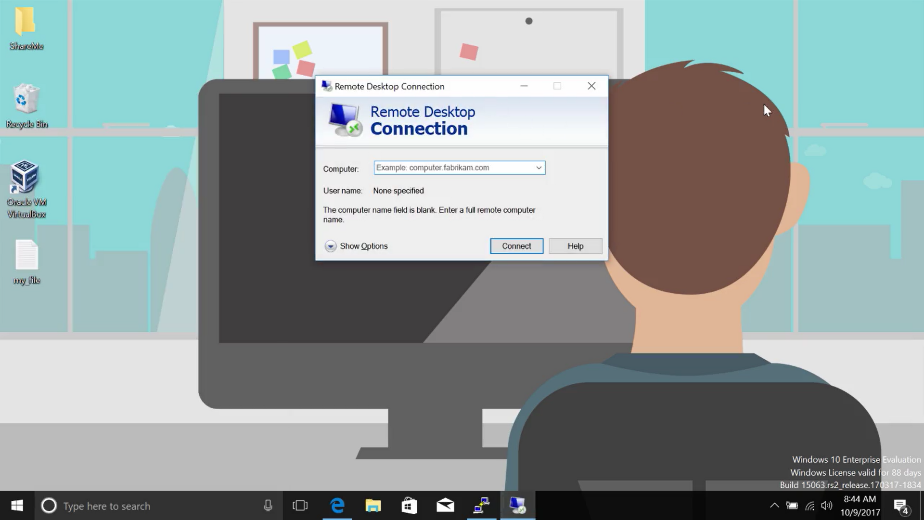 ShareMe
Recycle Bin
Oracle VM
VirtualBox
my_file
Remote Desktop Connection
Remote Desktop
Connection
Computer:
Example: computer.fabrikam.com
User name:
None specified
The computer name field is blank. Enter a full remote computer
name.
Show Options
Connect
Help
Windows 10 Enterprise Evaluation
Windows License valid for 88 days
Build 15063.rs2_release.170317-1834
Type here to search
8:44 AM
10/9/2017
4